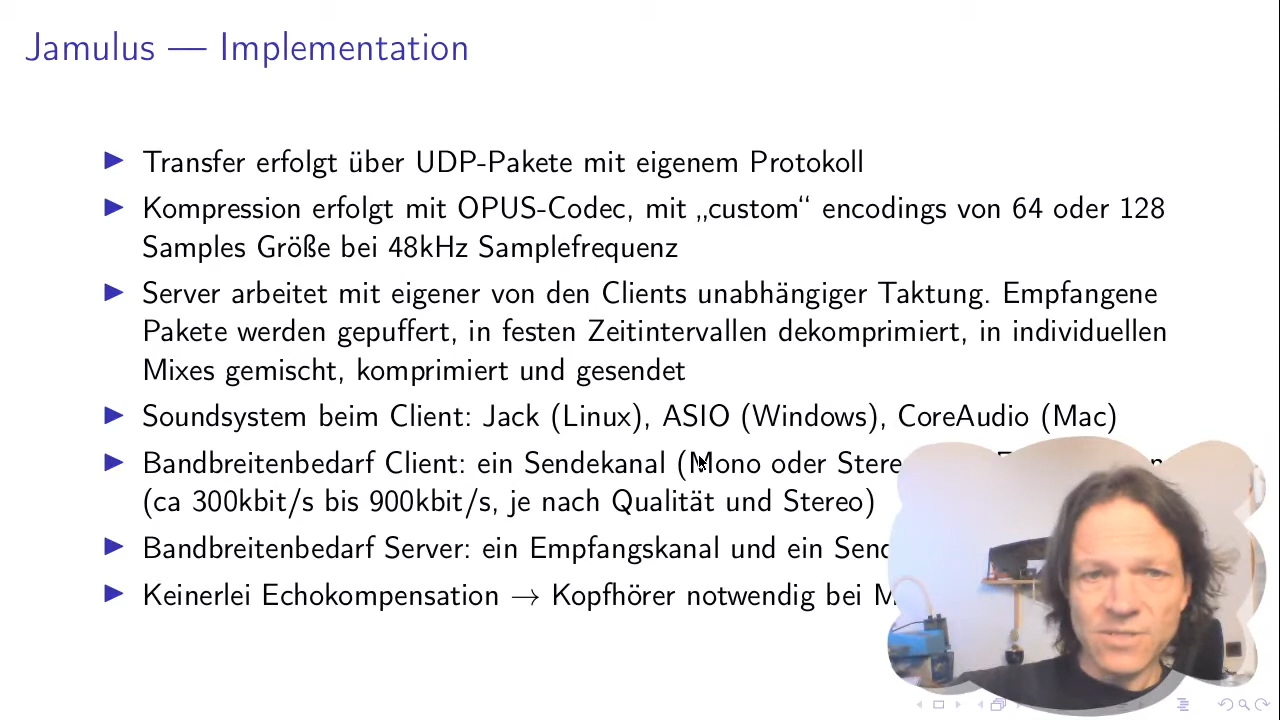 Jamulus — Implementation
Transfer erfolgt über UDP-Pakete mit eigenem Protokoll
Kompression erfolgt mit OPUS-Codec, mit „custom“ encodings von 64 oder 128
Samples Größe bei 48kHz Samplefrequenz
Server arbeitet mit eigener von den Clients unabhängiger Taktung. Empfangene
Pakete werden gepuffert, in festen Zeitintervallen dekomprimiert, in individuellen
Mixes gemischt, komprimiert und gesendet
Soundsystem beim Client: Jack (Linux), ASIO (Windows), CoreAudio (Mac)
Bandbreitenbedarf Client: ein Sendekanal (Mono oder
(ca 300kbit/s bis 900kbit/s, je nach Qualität und Stereo)
Bandbreitenbedarf Server: ein Empfangskanal und ein
Keinerlei Echokompensation → Kopfhörer notwendig bei